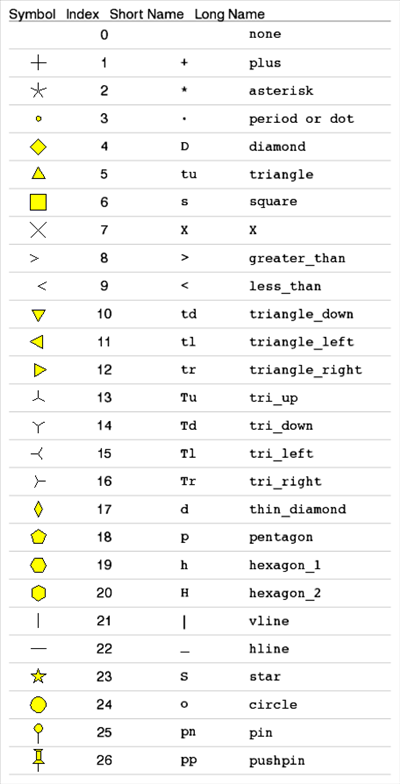 Symbol Index Short Name Long Name
0 none
1 + plus
2 * asterisk
3 . period or dot
4 D diamond
5 tu triangle
6 s square
7 X X
8 > greater_than
9 < less_than
10 td triangle_down
11 tl triangle_left
12 tr triangle_right
13 Tu tri_up
14 Td tri_down
15 Tl tri_left
16 Tr tri_right
17 d thin_diamond
18 p pentagon
19 h hexagon_1
20 H hexagon_2
21 | vline
22 _ hline
23 S star
24 o circle
25 pn pin
26 pp pushpin